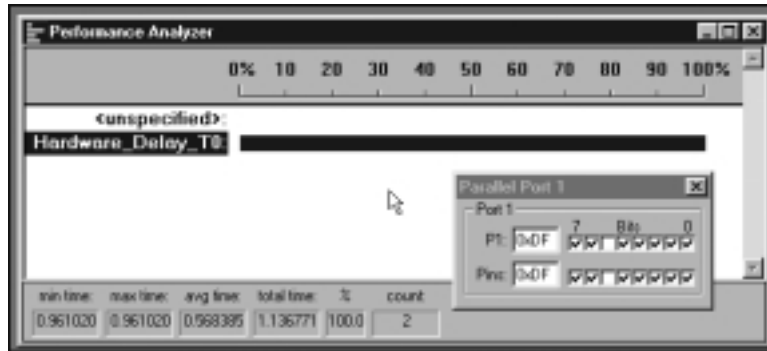 Performance Analyzer
0% 10 20 30 40 50 60 70 80 90 100%
<unspecified>:
Hardware_Delay_T0:
Parallel Port 1
Port 1
7 Bits 0
P1: 0xDF
Pins: 0xDF
min time: max time: avg time: total time: % count:
0.961020 0.961020 0.568385 1.136771 100.0 2